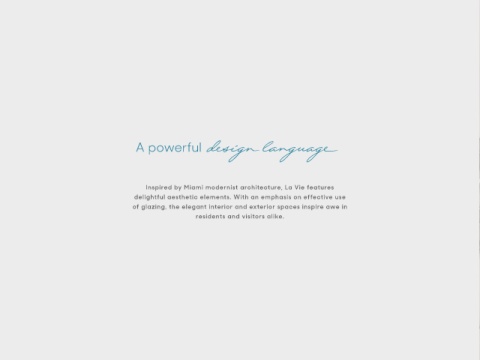 A powerful design language
Inspired by Miami modernist architecture, La Vie features
delightful aesthetic elements. With an emphasis on effective use
of glazing, the elegant interior and exterior spaces inspire awe in
residents and visitors alike.